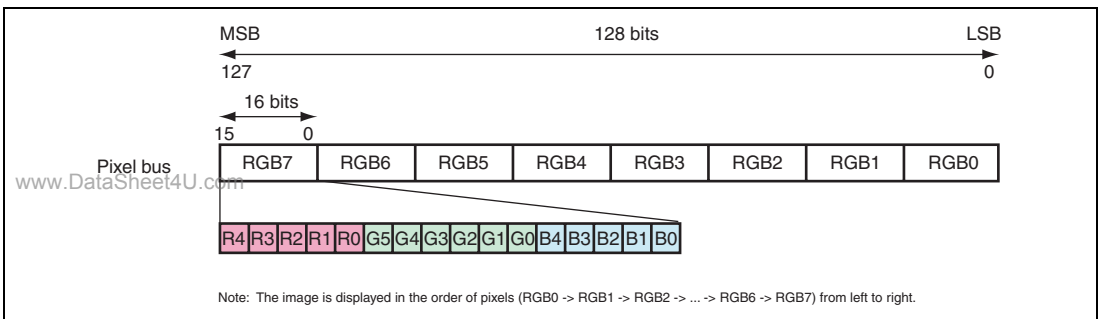 MSB 128 bits LSB
127 0
16 bits
15 0
Pixel bus RGB7 RGB6 RGB5 RGB4 RGB3 RGB2 RGB1 RGB0
www.DataSheet4U.com
R4 R3 R2 R1 R0 G5 G4 G3 G2 G1 G0 B4 B3 B2 B1 B0
Note: The image is displayed in the order of pixels (RGB0 -> RGB1 -> RGB2 -> ... -> RGB6 -> RGB7) from left to right.